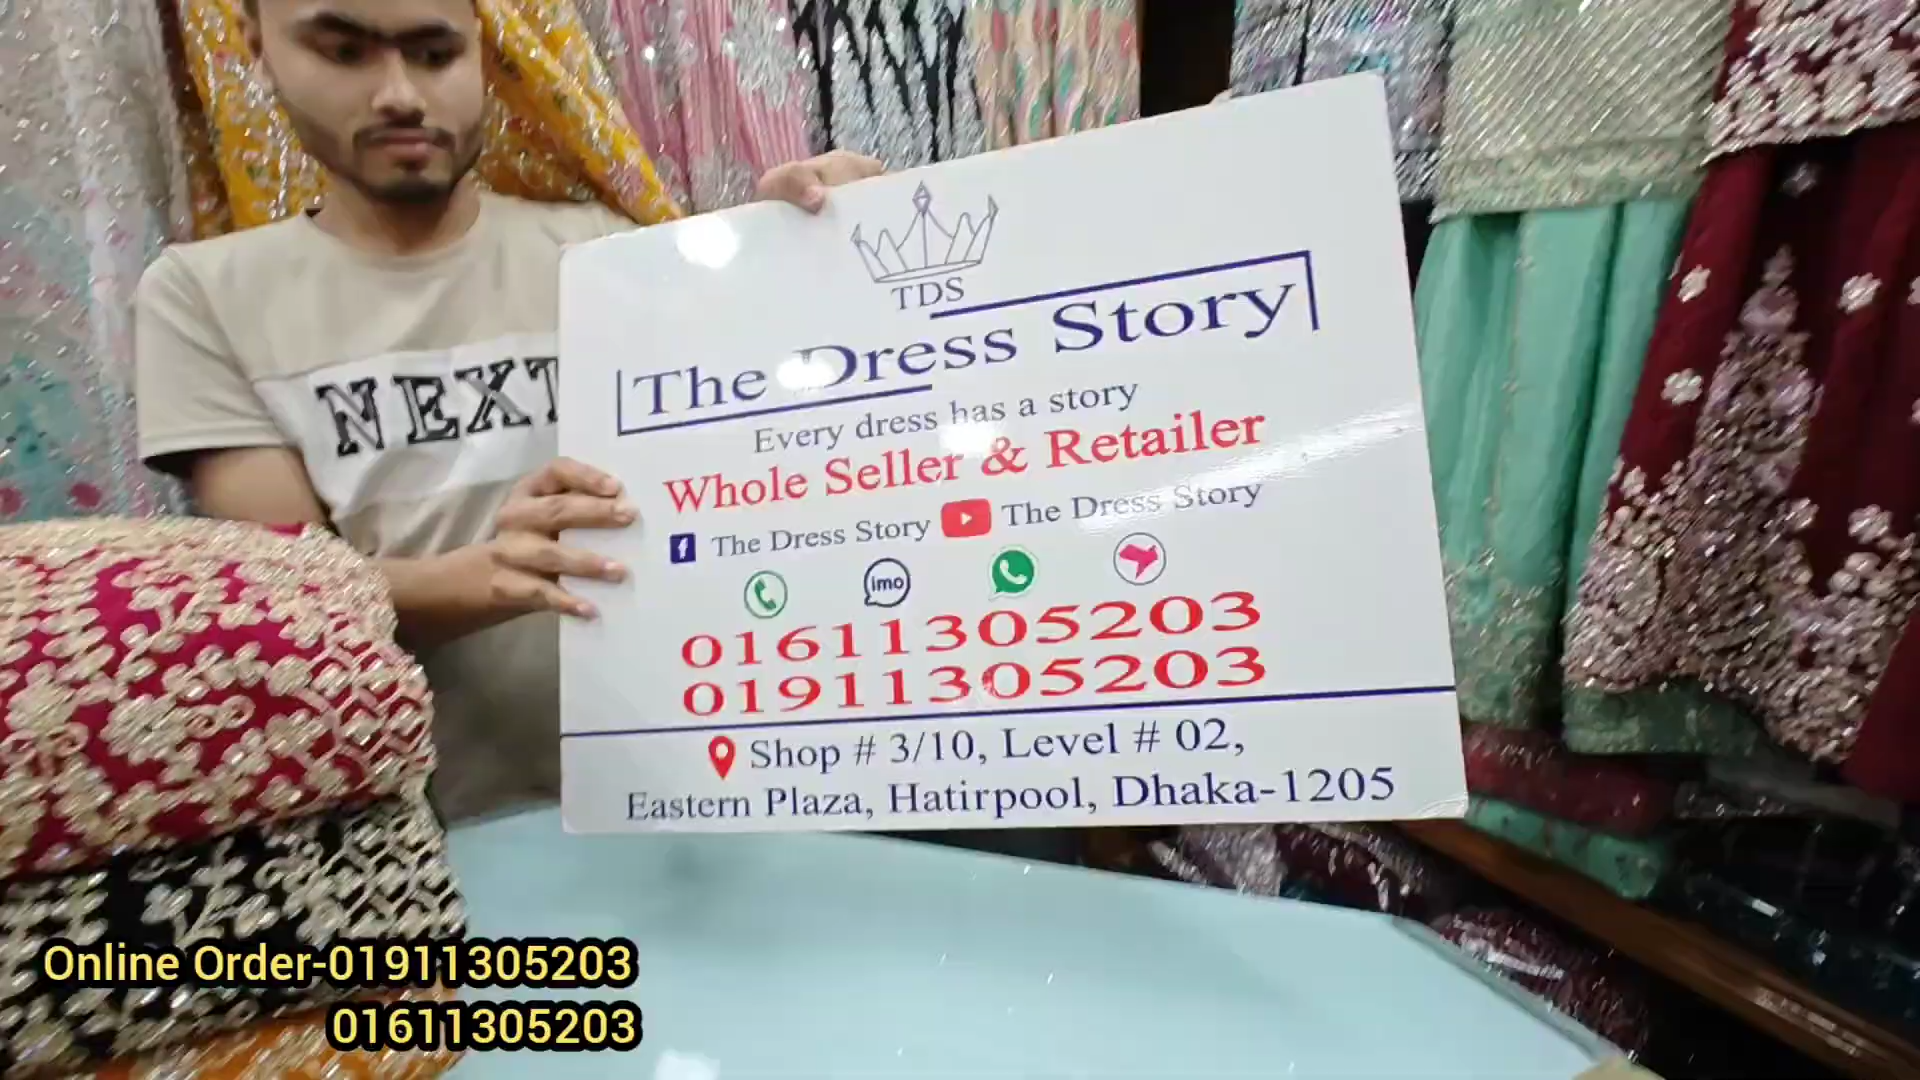 NEXT
TDS
The Dress Story
Every dress has a story
Whole Seller & Retailer
The Dress Story The Dress Story
imo
01611305203
01911305203
Shop # 3/10, Level # 02,
Eastern Plaza, Hatirpool, Dhaka-1205
Online Order-01911305203
01611305203